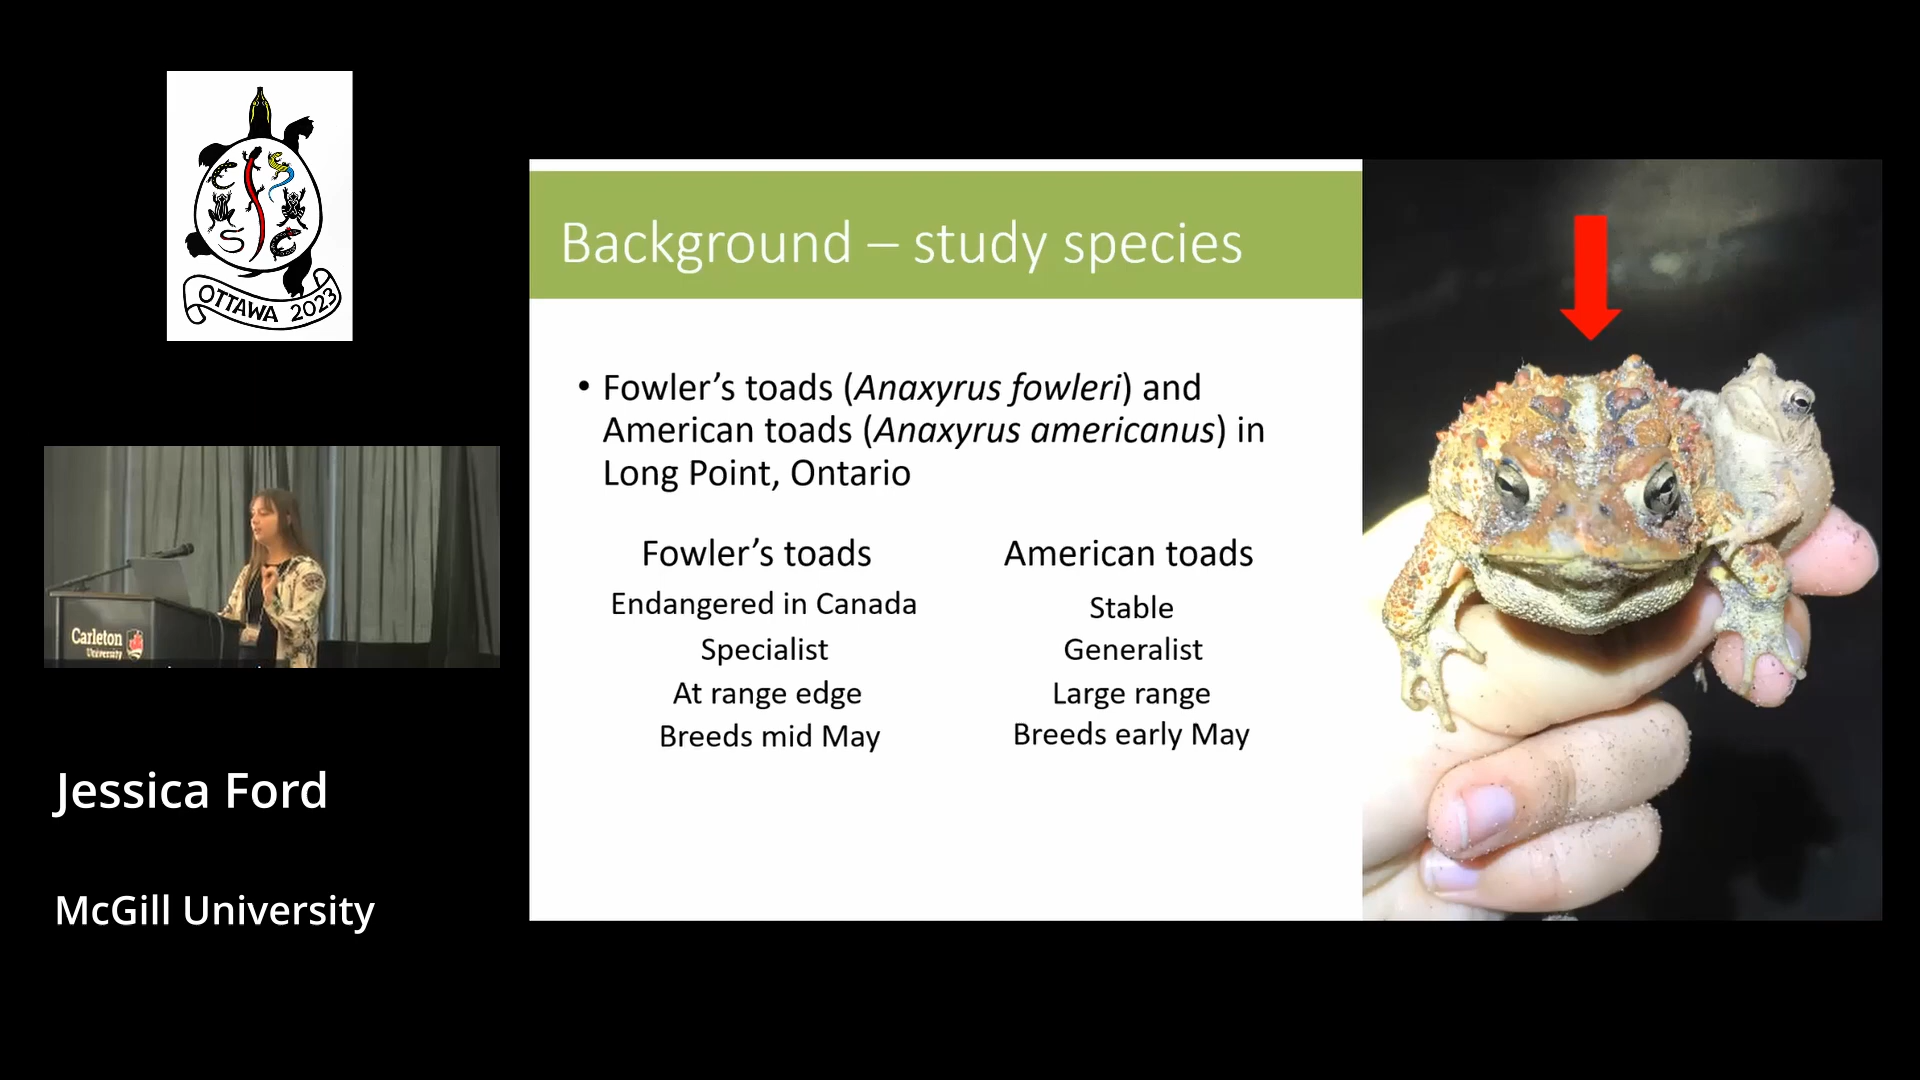 OTTAWA 2023
Carleton
University
Jessica Ford
McGill University
Background – study species
• Fowler’s toads (Anaxyrus fowleri) and
American toads (Anaxyrus americanus) in
Long Point, Ontario
Fowler’s toads
Endangered in Canada
Specialist
At range edge
Breeds mid May
American toads
Stable
Generalist
Large range
Breeds early May